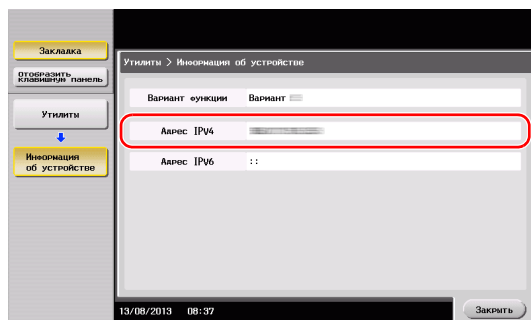 Закладка
Отобразить
клавишную панель
Утилиты
Информация
об устройстве
Утилиты > Информация об устройстве
Вариант функции Вариант
Адрес IPV4
Адрес IPV6 ::
13/08/2013 08:37
Закрыть